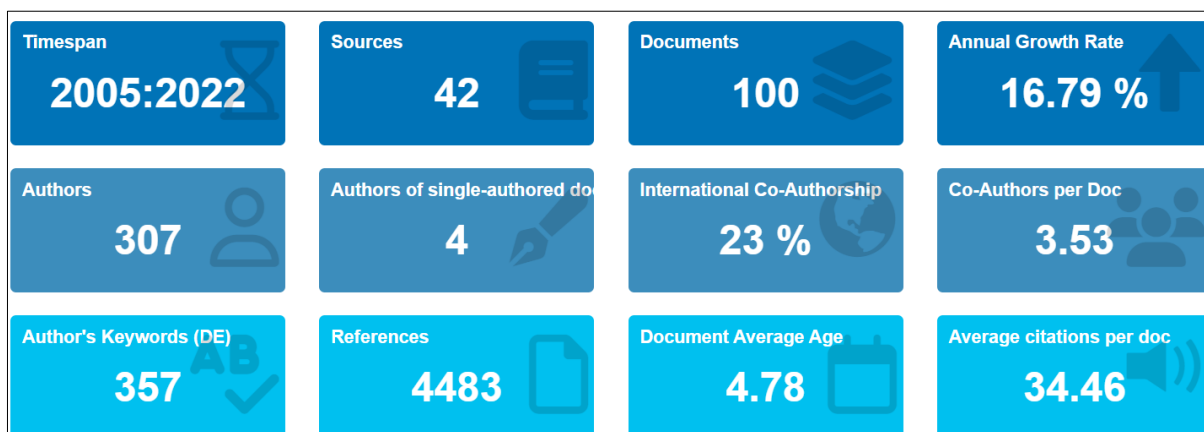 Timespan
2005:2022
Sources
42
Documents
100
Annual Growth Rate
16.79 %
Authors
307
Authors of single-authored do
4
International Co-Authorship
23 %
Co-Authors per Doc
3.53
Author's Keywords (DE)
AB
357
References
4483
Document Average Age
4.78
Average citations per doc
34.46